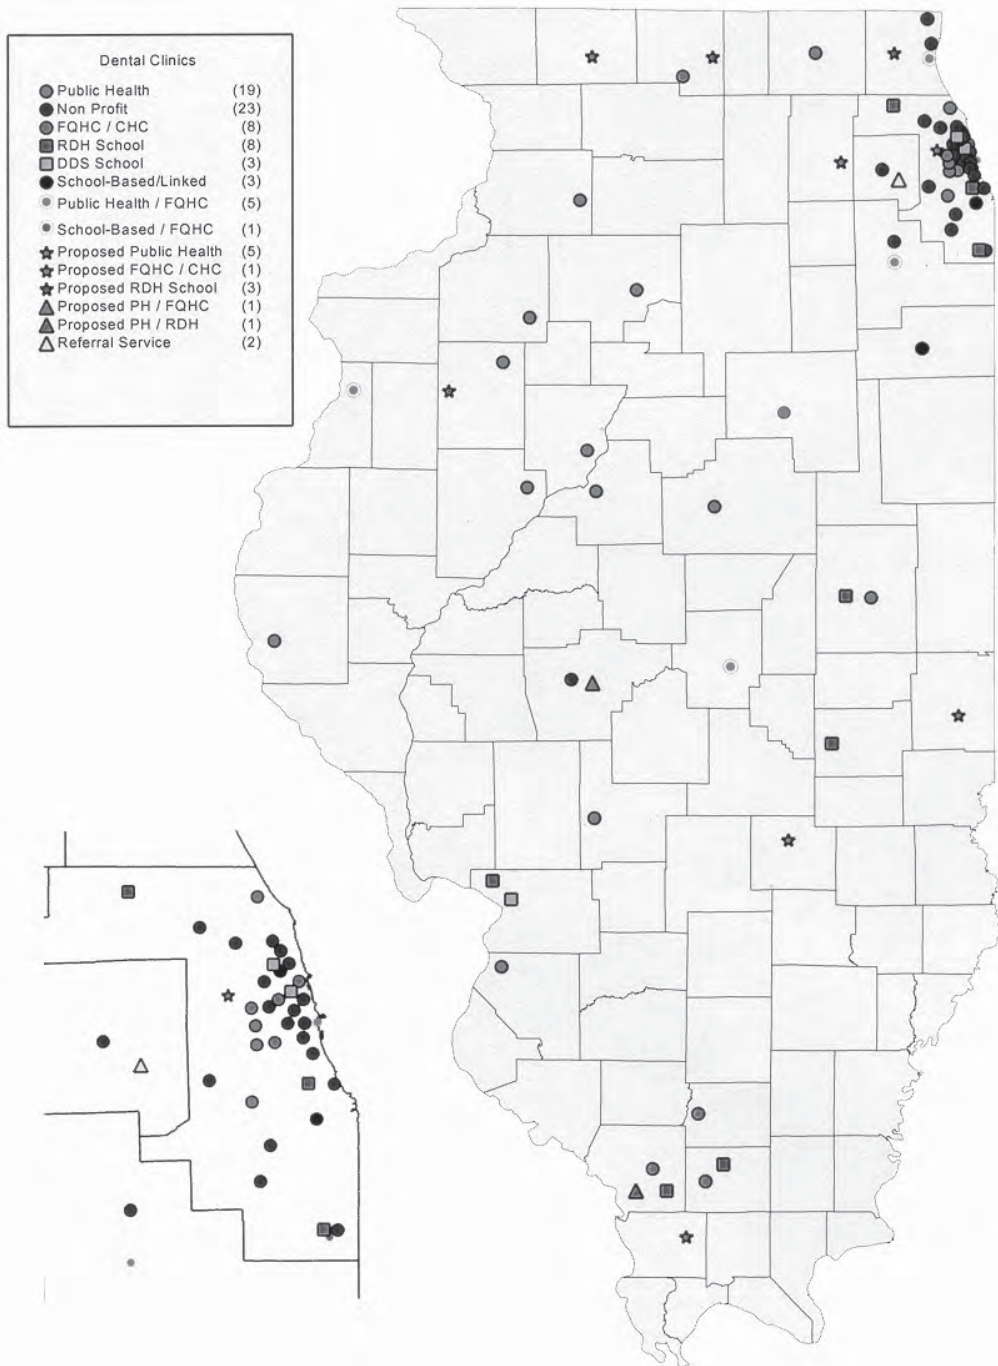 Dental Clinics
Public Health (19)
Non Profit (23)
FQHC / CHC (8)
RDH School (8)
DDS School (3)
School-Based/Linked (3)
Public Health / FQHC (5)
School-Based / FQHC (1)
Proposed Public Health (5)
Proposed FQHC / CHC (1)
Proposed RDH School (3)
Proposed PH / FQHC (1)
Proposed PH / RDH (1)
Referral Service (2)